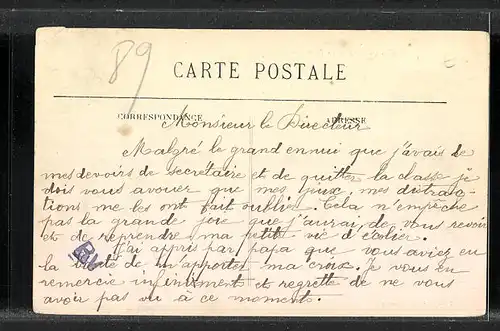 89
CARTE POSTALE
CORRESPONDANCE ADRESSE
Monsieur le Directeur
Malgré le grand ennui que j'avais de
mes devoirs de secrétaire et de quitter la classe je
dois vous avouer que mes jeux, mes distrac-
tions me les ont fait oublier. Cela n'empêche
pas la grande joie que j'aurai de vous revoir
et de reprendre ma petite vie d'écolier.
J'ai appris par papa que vous aviez eu
la bonté de m'apporter ma croix. Je vous en
remercie infiniment et regrette de ne vous
avoir pas vu à ce moment.